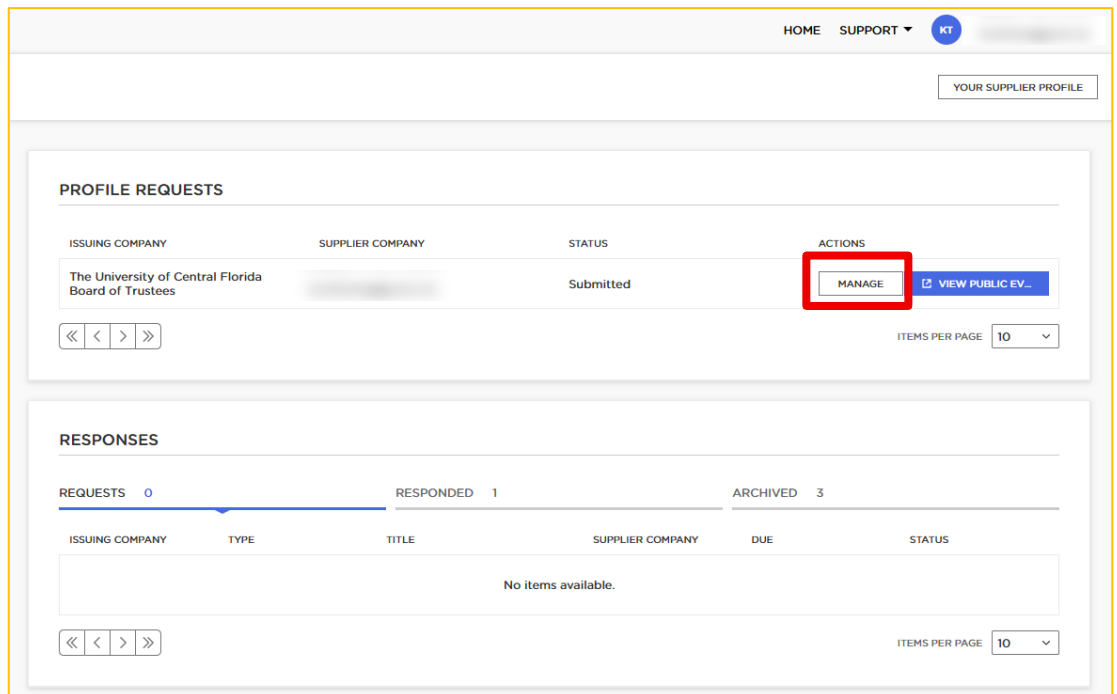 HOME SUPPORT KT
YOUR SUPPLIER PROFILE
PROFILE REQUESTS
ISSUING COMPANY SUPPLIER COMPANY STATUS ACTIONS
The University of Central Florida
Board of Trustees
Submitted
MANAGE
VIEW PUBLIC EV...
ITEMS PER PAGE 10
RESPONSES
REQUESTS 0 RESPONDED 1 ARCHIVED 3
ISSUING COMPANY TYPE TITLE SUPPLIER COMPANY DUE STATUS
No items available.
ITEMS PER PAGE 10